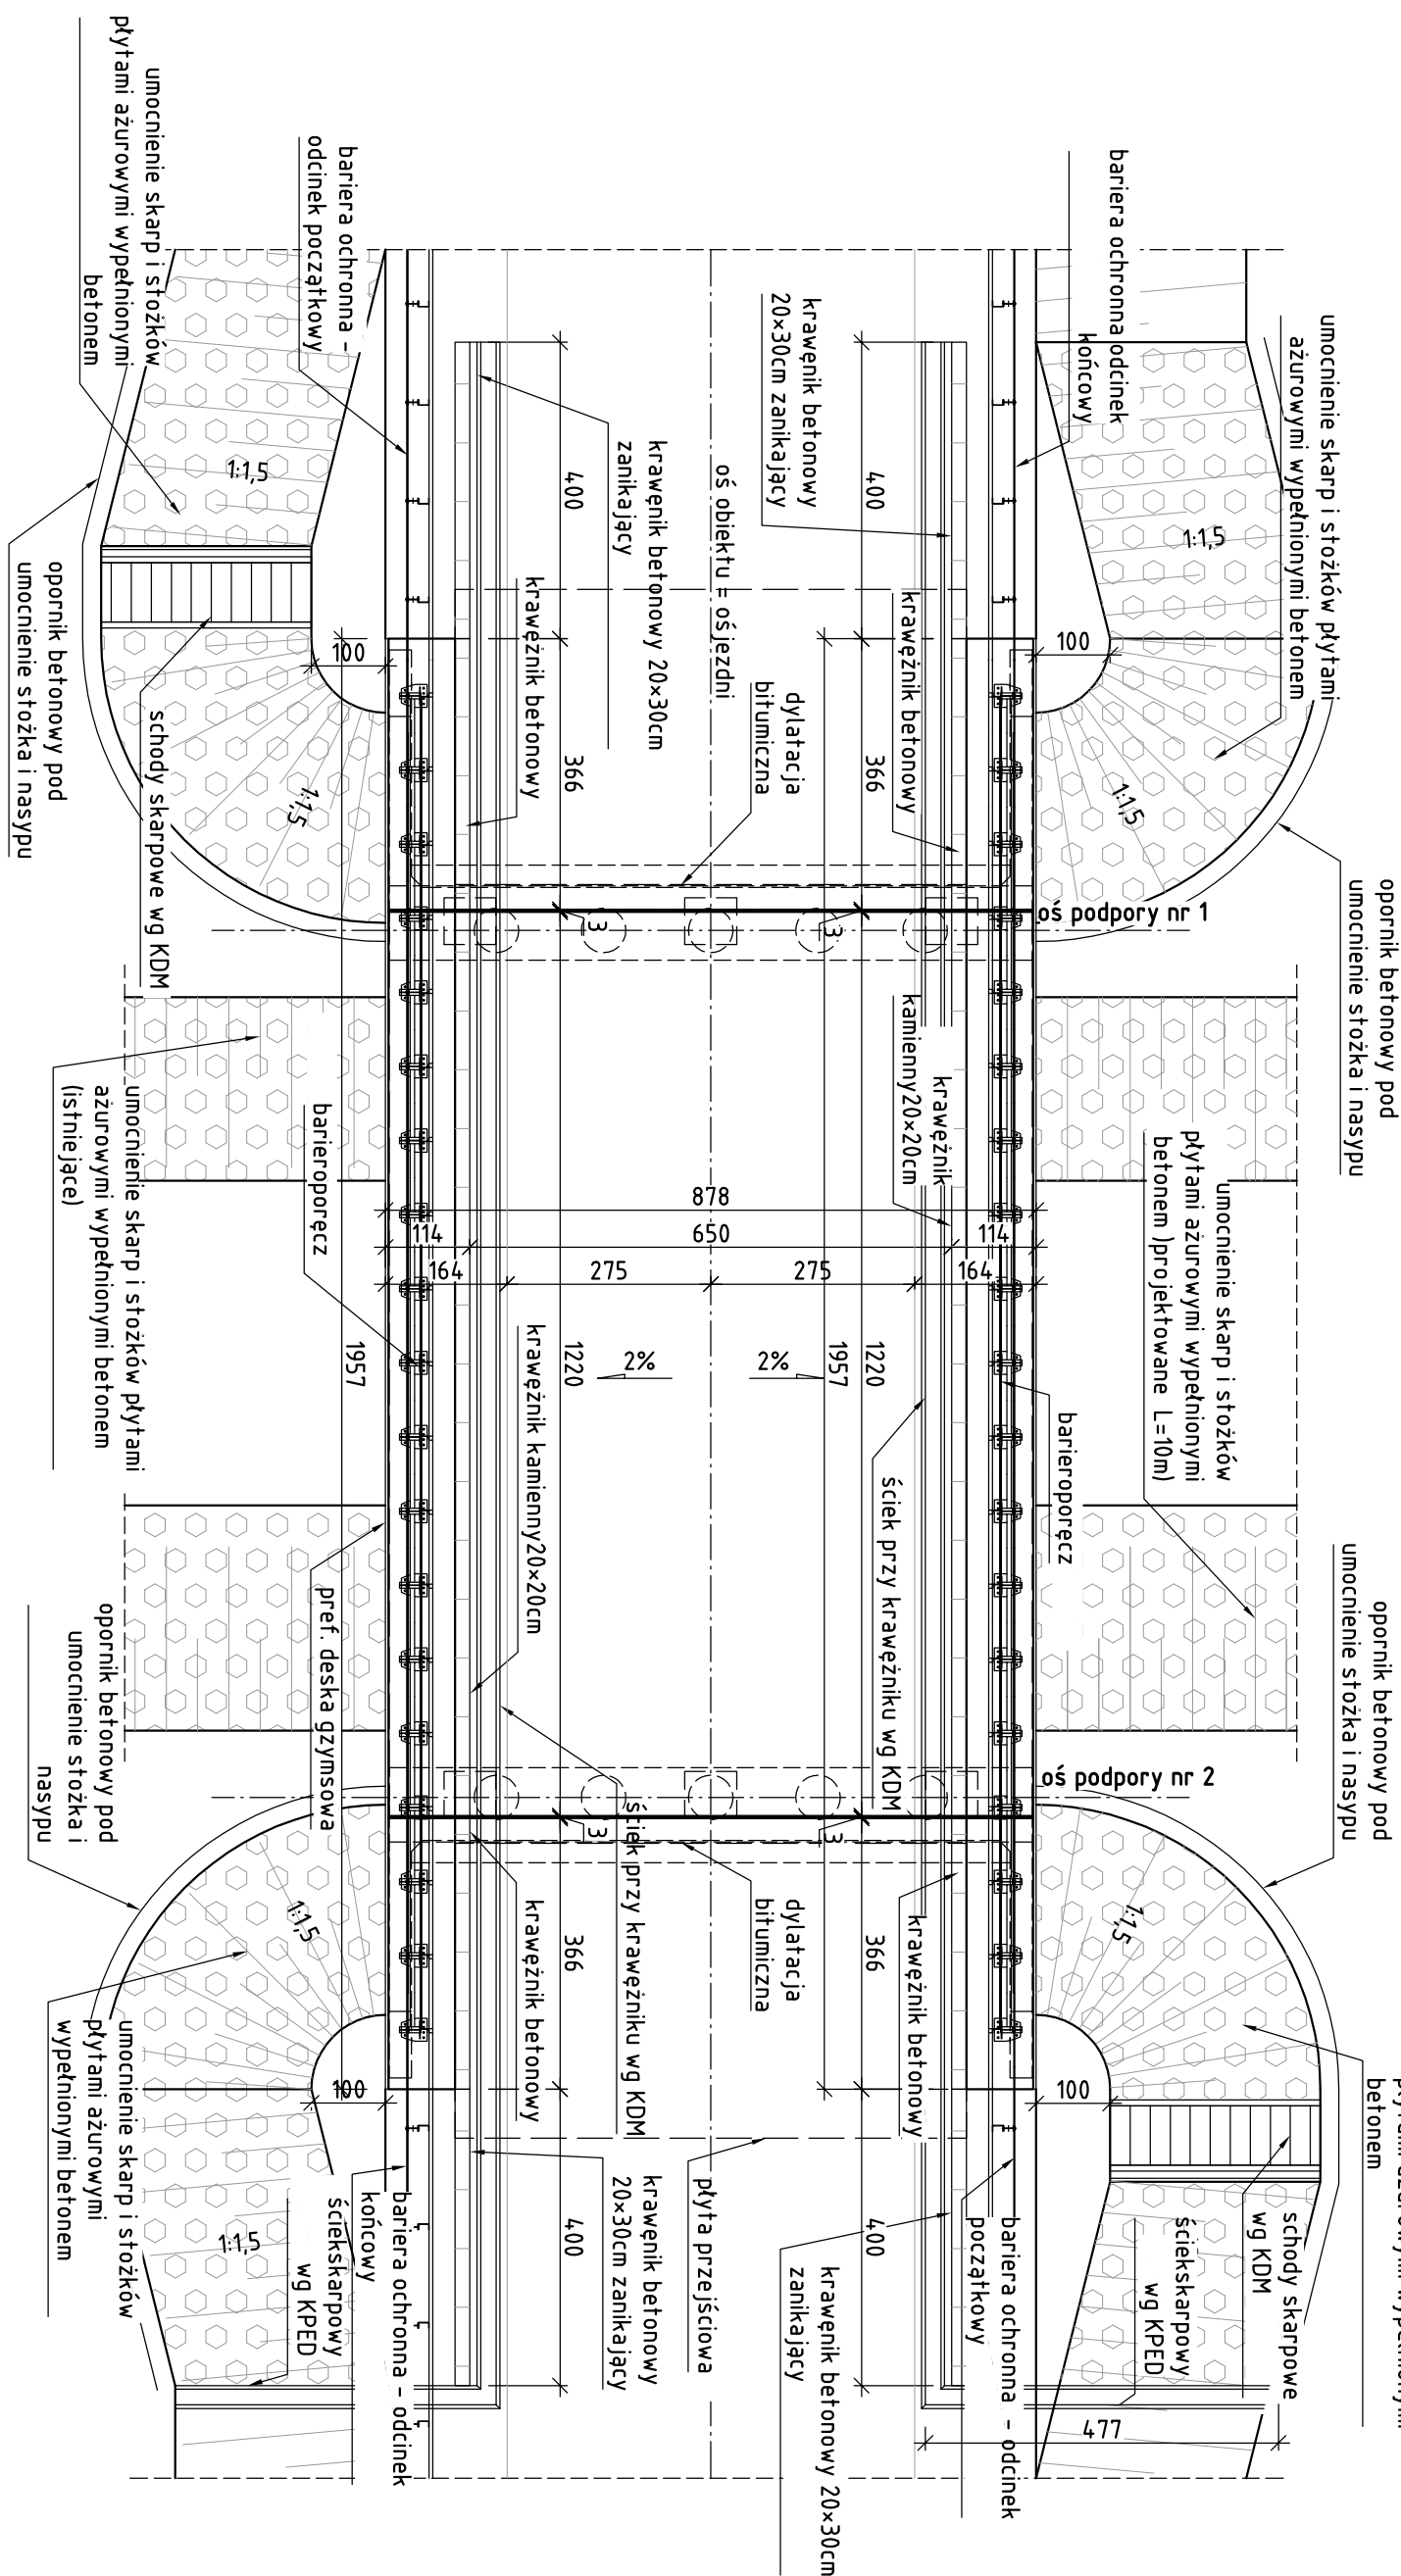 umocnienie skarp i stożków
płytami ażurowymi wypełnionymi
betonem
bariera ochronna -
odcinek początkowy
bariera ochronna odcinek
końcowy
umocnienie skarp i stożków płytami
ażurowymi wypełnionymi betonem
krawęnik betonowy
20×30cm zanikający
krawęnik betonowy 20×30cm
zanikający
oś obiektu = oś jezdni
400
400
1:1,5
1:1,5
krawężnik betonowy
krawężnik betonowy
dylatacja
bitumiczna
opornik betonowy pod
umocnienie stożka i nasypu
schody skarpowe wg KDM
100
100
366
366
1:1,5
1:1,5
oś podpory nr 1
3
3
opornik betonowy pod
umocnienie stożka i nasypu
krawężnik
kamienny20×20cm
umocnienie skarp i stożków płytami
ażurowymi wypełnionymi betonem
(istniejące)
barieroporęcz
umocnienie skarp i stożków
płytami ażurowymi wypełnionymi
betonem (projektowane L=10m)
878
114
650
114
164
275
275
164
1957
1220
2%
2%
1957
1220
barieroporęcz
krawężnik kamienny20×20cm
ściek przy krawężniku wg KDM
pref. deska gzymsowa
opornik betonowy pod
umocnienie stożka i
nasypu
opornik betonowy pod
umocnienie stożka i nasypu
oś podpory nr 2
3
3
ściek przy krawężniku wg KDM
krawężnik betonowy
dylatacja
bitumiczna
krawężnik betonowy
366
366
1:1,5
1:1,5
100
100
umocnienie skarp i stożków
płytami ażurowymi
wypełnionymi betonem
betonem
1:1,5
ściekskarpowy
wg KPED
bariera ochronna - odcinek
końcowy
krawęnik betonowy
20×30cm zanikający
płyta przejściowa
400
400
krawęnik betonowy 20×30cm
zanikający
bariera ochronna - odcinek
początkowy
ściekskarpowy
wg KPED
schody skarpowe
wg KDM
477